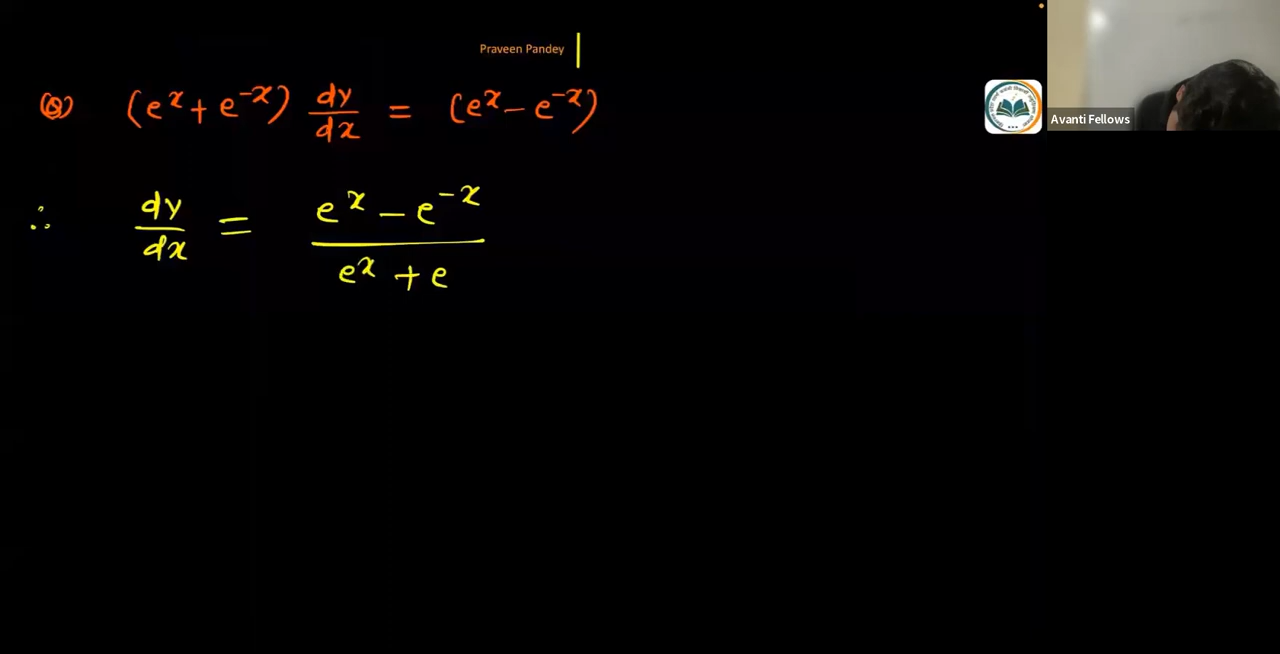 Praveen Pandey
Q) (e^x + e^-x) dy/dx = (e^x - e^-x)
∴ dy/dx = (e^x - e^-x)/(e^x + e
Avanti Fellows